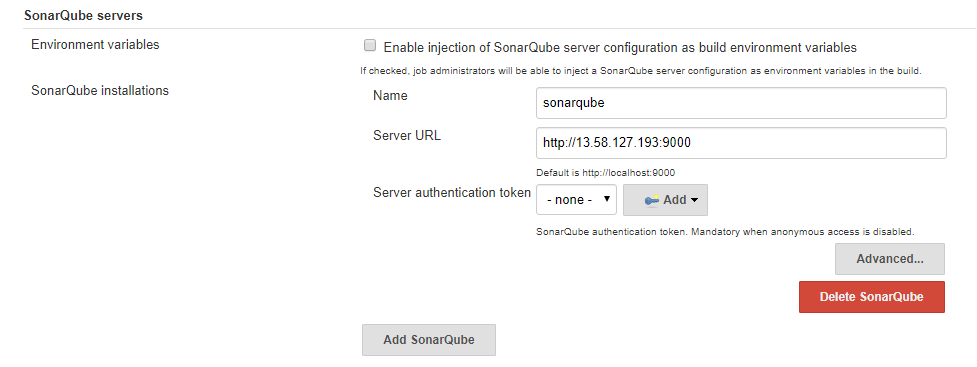 SonarQube servers
Environment variables
Enable injection of SonarQube server configuration as build environment variables
If checked, job administrators will be able to inject a SonarQube server configuration as environment variables in the build.
SonarQube installations
Name
sonarqube
Server URL
http://13.58.127.193:9000
Default is http://localhost:9000
Server authentication token
- none -
Add
SonarQube authentication token. Mandatory when anonymous access is disabled.
Advanced...
Delete SonarQube
Add SonarQube